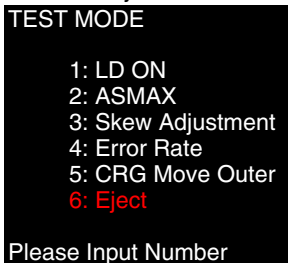 TEST MODE
1: LD ON
2: ASMAX
3: Skew Adjustment
4: Error Rate
5: CRG Move Outer
6: Eject
Please Input Number